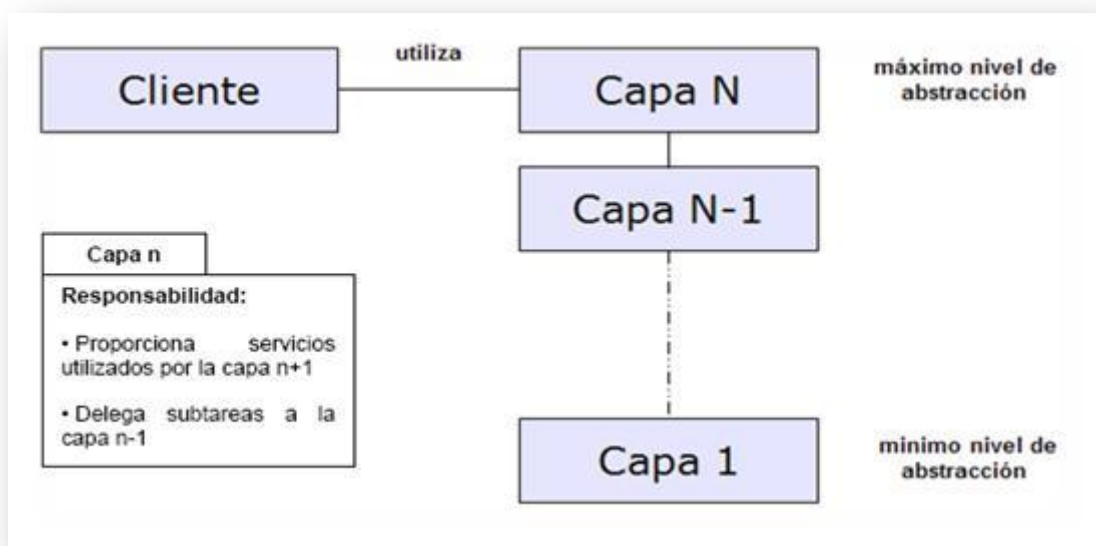 utiliza
Cliente
Capa N
máximo nivel de
abstracción
Capa N-1
Capa n
Responsabilidad:
• Proporciona servicios
utilizados por la capa n+1
• Delega subtareas a la
capa n-1
Capa 1
minimo nivel de
abstracción